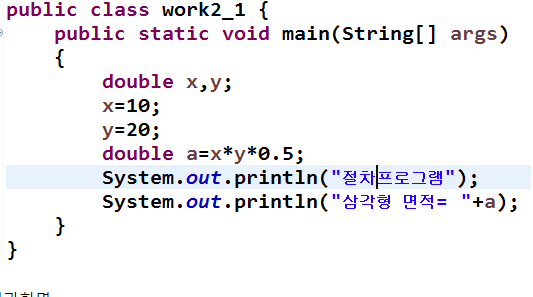 public class work2_1 {
public static void main(String[] args)
{
double x,y;
x=10;
y=20;
double a=x*y*0.5;
System.out.println("절차프로그램");
System.out.println("삼각형 면적= "+a);
}
}